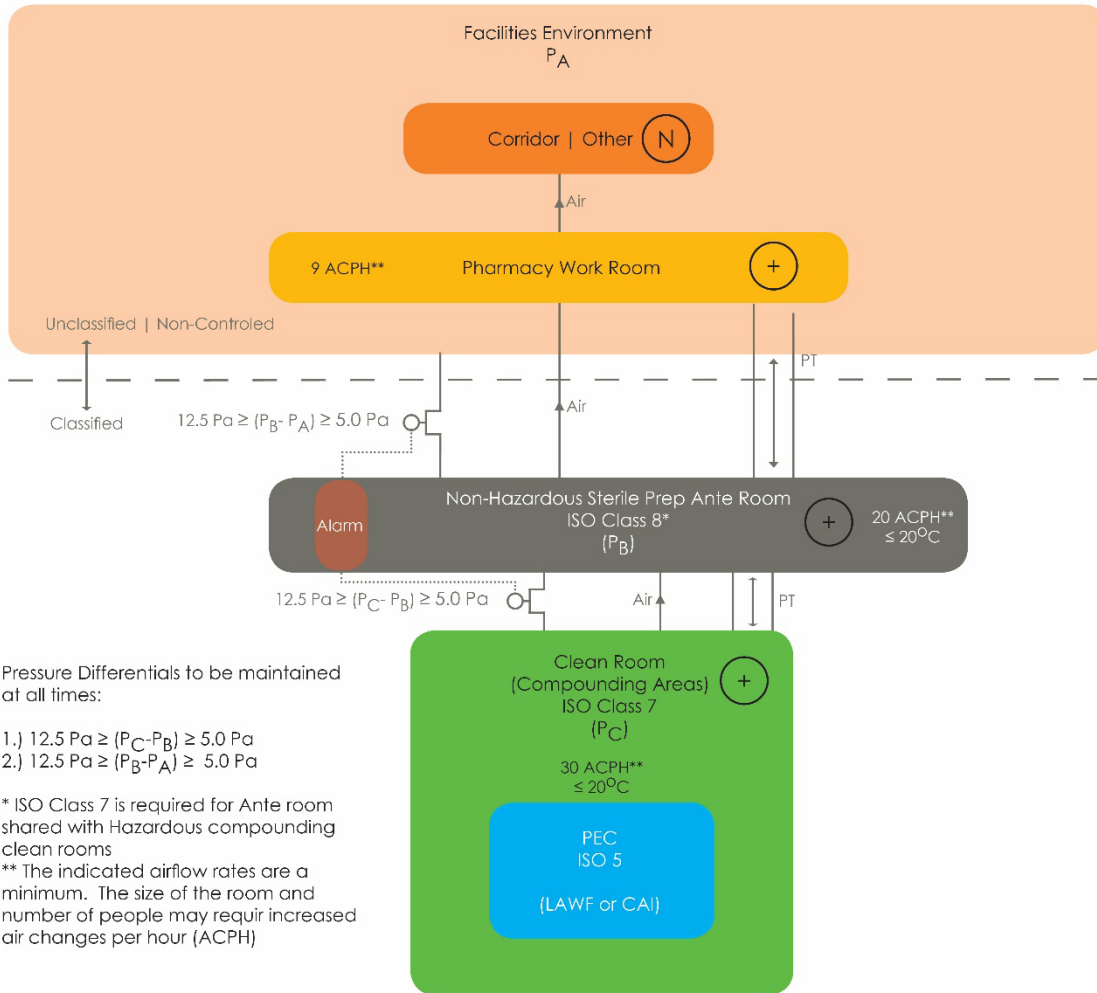 Facilities Environment
PA
Corridor | Other N
Air
9 ACPH** Pharmacy Work Room +
Unclassified | Non-Controled
PT
Classified
12.5 Pa ≥ (PB- PA) ≥ 5.0 Pa
Air
Non-Hazardous Sterile Prep Ante Room
ISO Class 8*
(PB)
+
20 ACPH**
≤ 20OC
Alarm
12.5 Pa ≥ (PC- PB) ≥ 5.0 Pa
Air
PT
Clean Room
(Compounding Areas)
ISO Class 7
(PC)
+
30 ACPH**
≤ 20OC
PEC
ISO 5
(LAWF or CAI)
Pressure Differentials to be maintained
at all times:
1.) 12.5 Pa ≥ (PC-PB) ≥ 5.0 Pa
2.) 12.5 Pa ≥ (PB-PA) ≥ 5.0 Pa
* ISO Class 7 is required for Ante room
shared with Hazardous compounding
clean rooms
** The indicated airflow rates are a
minimum. The size of the room and
number of people may requir increased
air changes per hour (ACPH)